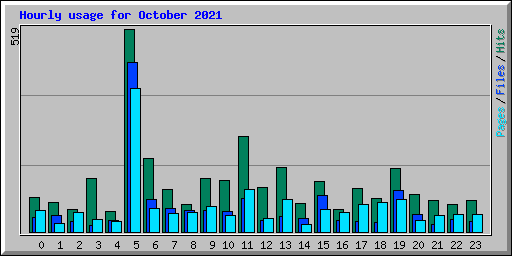 Hourly usage for October 2021
519
Pages/Files/Hits
0 1 2 3 4 5 6 7 8 9 10 11 12 13 14 15 16 17 18 19 20 21 22 23